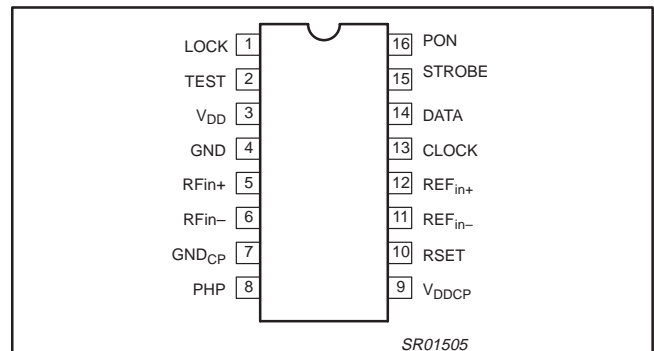 LOCK 1 16 PON
TEST 2 15 STROBE
VDD 3 14 DATA
GND 4 13 CLOCK
RFin+ 5 12 REFin+
RFin– 6 11 REFin–
GNDCP 7 10 RSET
PHP 8 9 VDDCP
SR01505